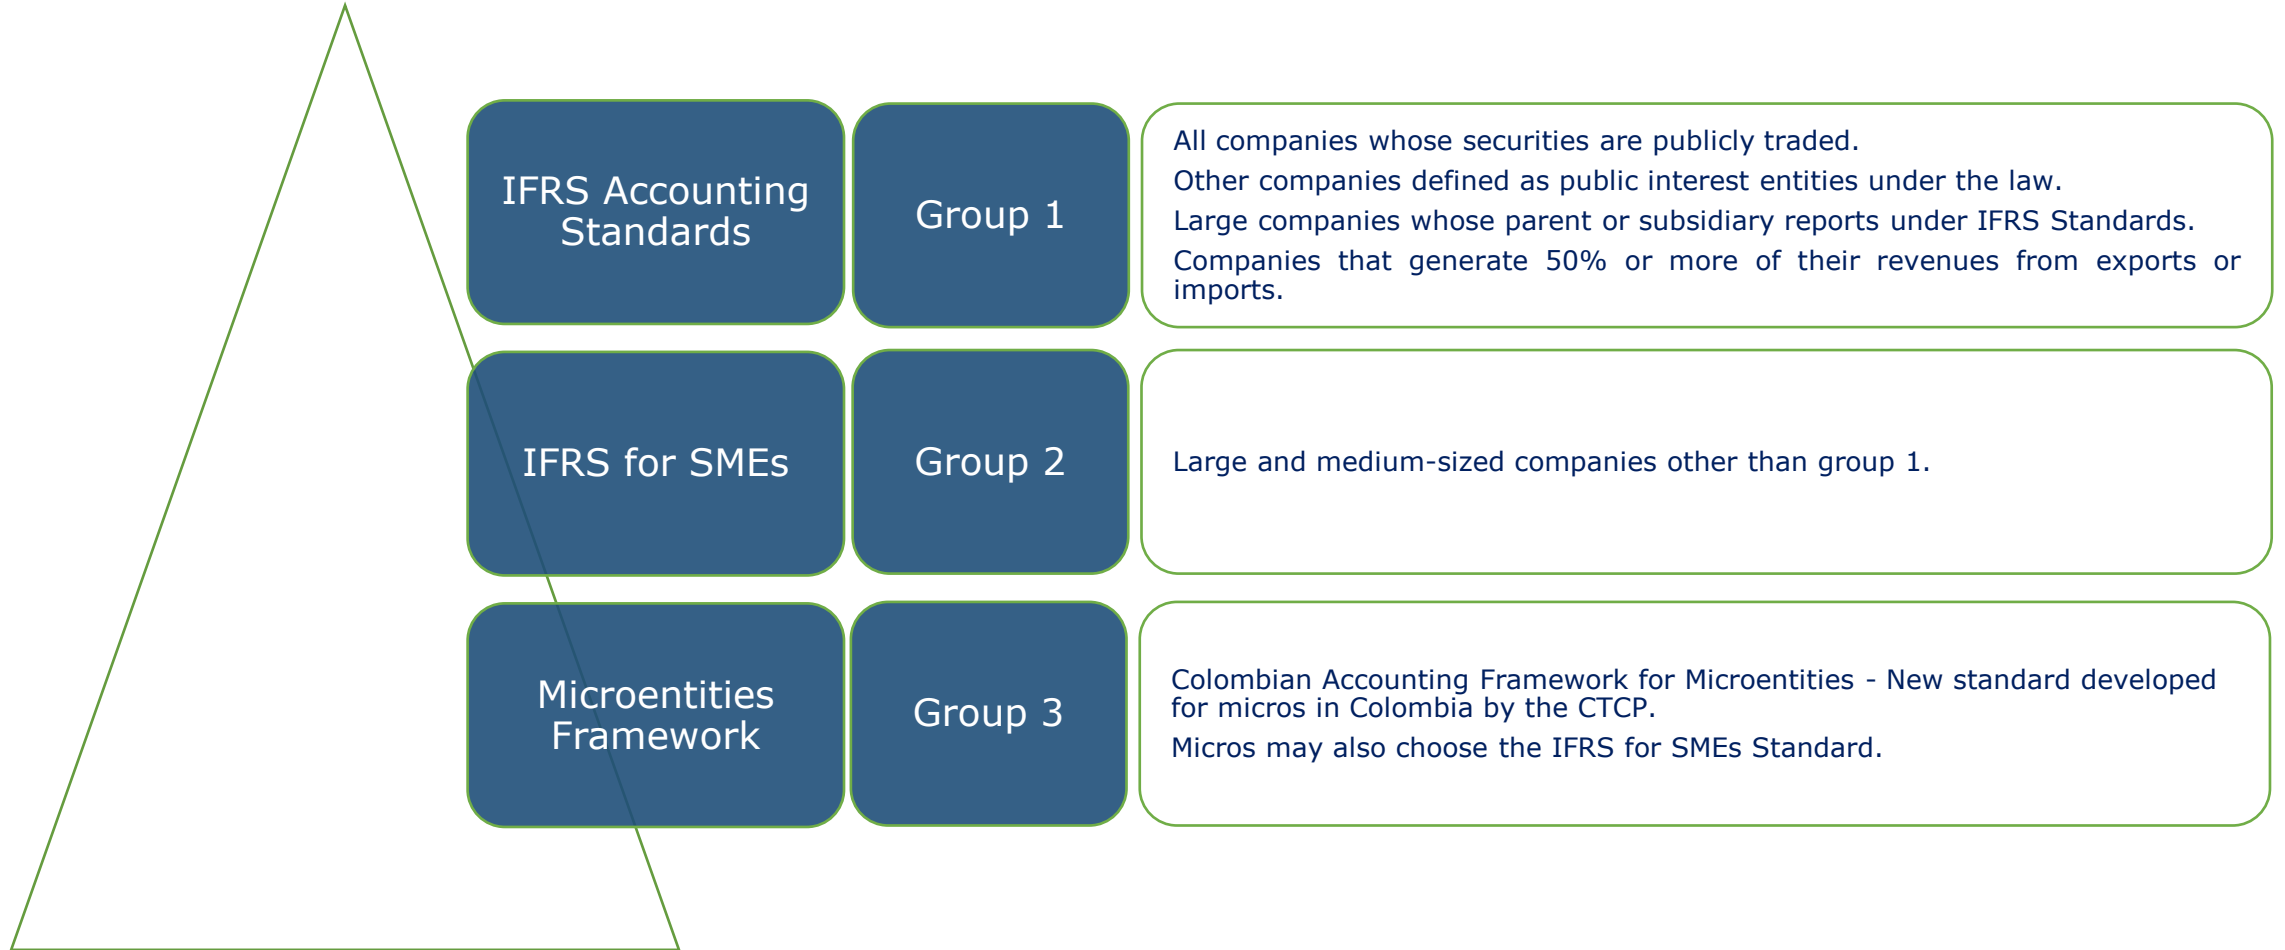 IFRS Accounting
Standards
Group 1
All companies whose securities are publicly traded.
Other companies defined as public interest entities under the law.
Large companies whose parent or subsidiary reports under IFRS Standards.
Companies that generate 50% or more of their revenues from exports or
imports.
IFRS for SMEs
Group 2
Large and medium-sized companies other than group 1.
Microentities
Framework
Group 3
Colombian Accounting Framework for Microentities - New standard developed
for micros in Colombia by the CTCP.
Micros may also choose the IFRS for SMEs Standard.